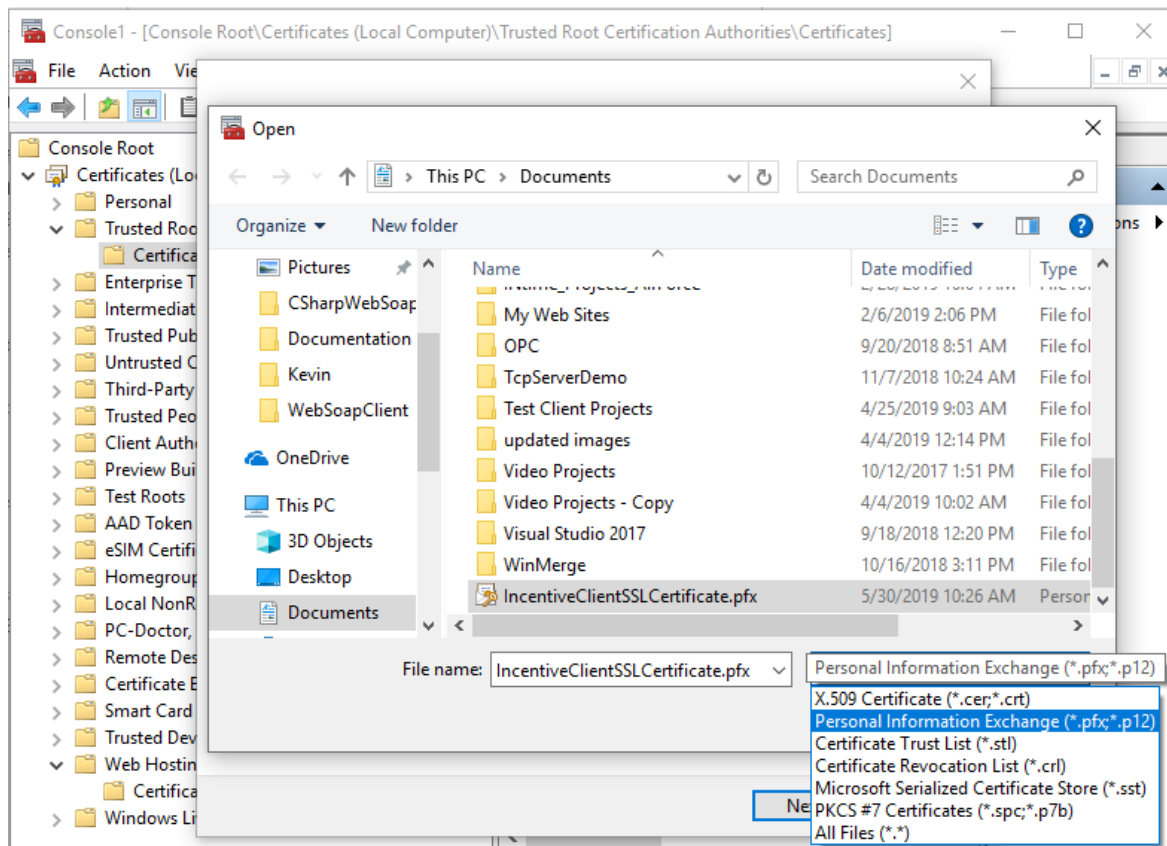 Console1 - [Console Root\Certificates (Local Computer)\Trusted Root Certification Authorities\Certificates]
File Action Vie
Open
This PC > Documents
Search Documents
Organize New folder
ons
Console Root
Certificates (Lo
Personal
Trusted Roo
Certifica
Enterprise T
Intermediat
Trusted Pub
Untrusted C
Third-Party
Trusted Peo
Client Auth
Preview Bui
Test Roots
AAD Token
eSIM Certifi
Homegroup
Local NonR
PC-Doctor,
Remote Des
Certificate E
Smart Card
Trusted Dev
Web Hostin
Certifica
Windows Li
Pictures
CSharpWebSoap
Documentation
Kevin
WebSoapClient
OneDrive
This PC
3D Objects
Desktop
Documents
Name Date modified Type
My Web Sites 2/6/2019 2:06 PM File fol
OPC 9/20/2018 8:51 AM File fol
TcpServerDemo 11/7/2018 10:24 AM File fol
Test Client Projects 4/25/2019 9:03 AM File fol
updated images 4/4/2019 12:14 PM File fol
Video Projects 10/12/2017 1:51 PM File fol
Video Projects - Copy 4/4/2019 10:02 AM File fol
Visual Studio 2017 9/18/2018 12:20 PM File fol
WinMerge 10/16/2018 3:11 PM File fol
IncentiveClientSSLCertificate.pfx 5/30/2019 10:26 AM Person
File name: IncentiveClientSSLCertificate.pfx
Personal Information Exchange (*.pfx;*.p12)
X.509 Certificate (*.cer;*.crt)
Personal Information Exchange (*.pfx;*.p12)
Certificate Trust List (*.stl)
Certificate Revocation List (*.crl)
Microsoft Serialized Certificate Store (*.sst)
PKCS #7 Certificates (*.spc;*.p7b)
All Files (*.*)
Ne